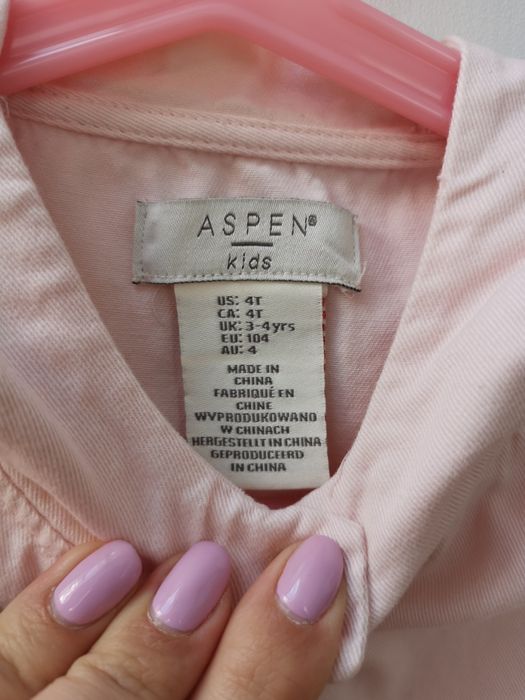 ASPEN®
kids
US: 4T
CA: 4T
UK: 3-4yrs
EU: 104
AU: 4
MADE IN
CHINA
FABRIQUÉ EN
CHINE
WYPRODUKOWANO
W CHINACH
HERGESTELLT IN CHINA
GEPRODUCEERD
IN CHINA